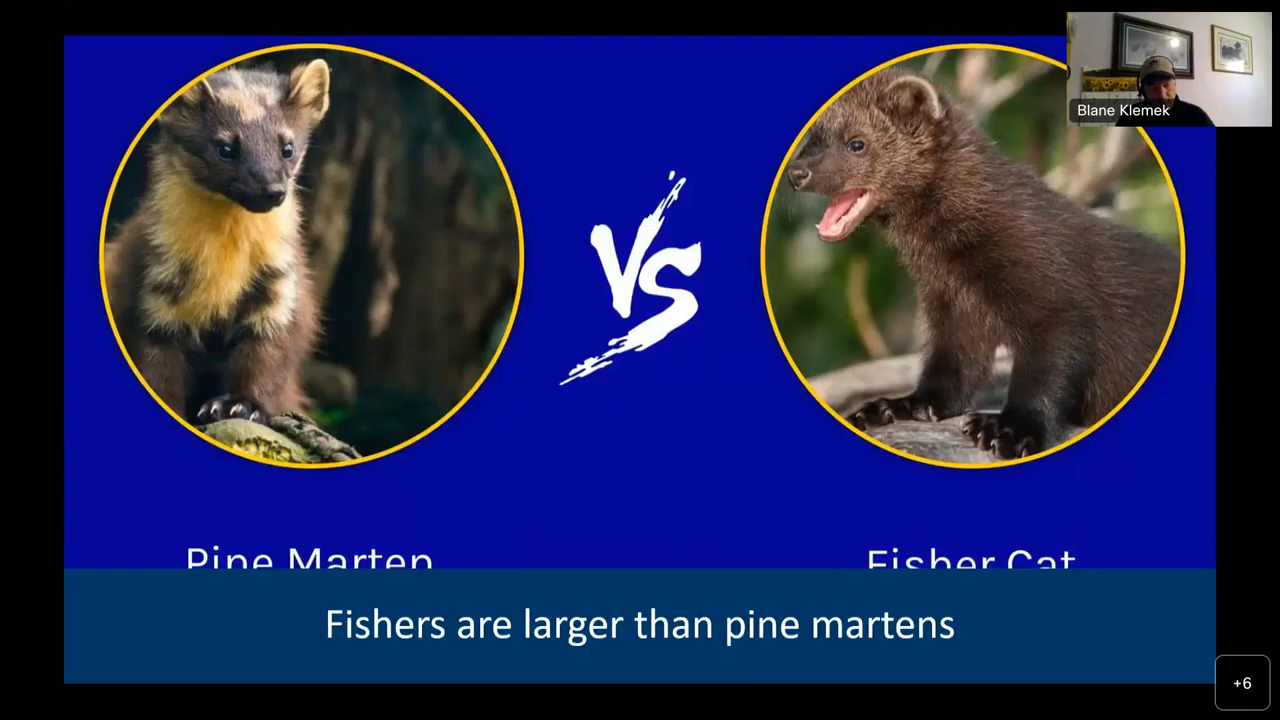 Blane Klemek
VS
Pine Marten
Fisher Cat
Fishers are larger than pine martens
+6